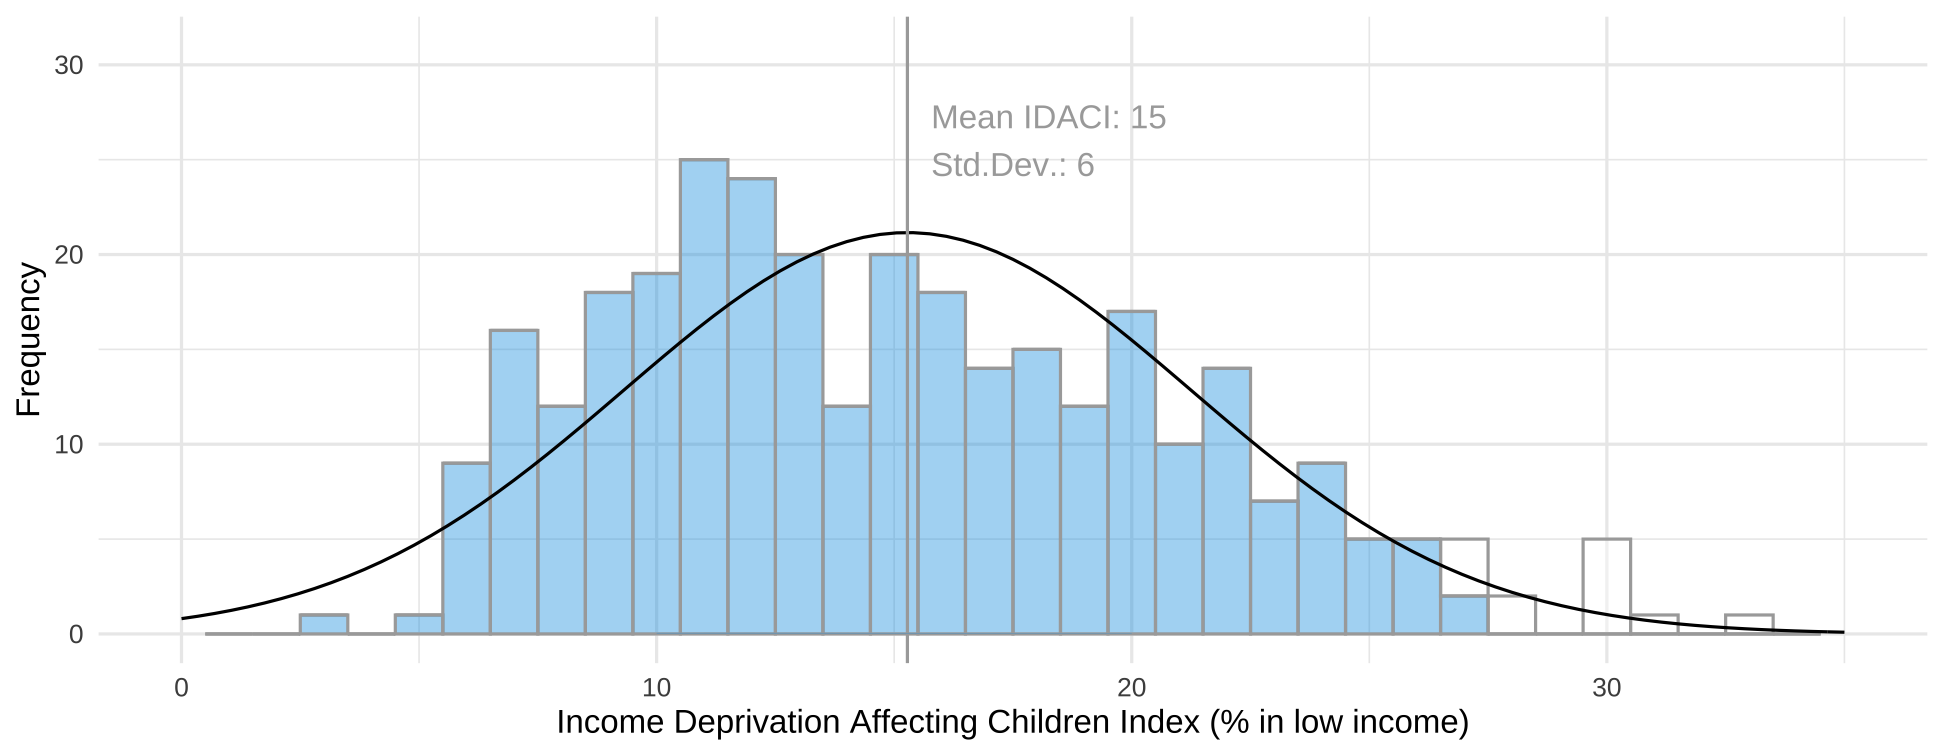 30
20
10
0
Frequency
Mean IDACI: 15
Std.Dev.: 6
0
10
20
30
Income Deprivation Affecting Children Index (% in low income)